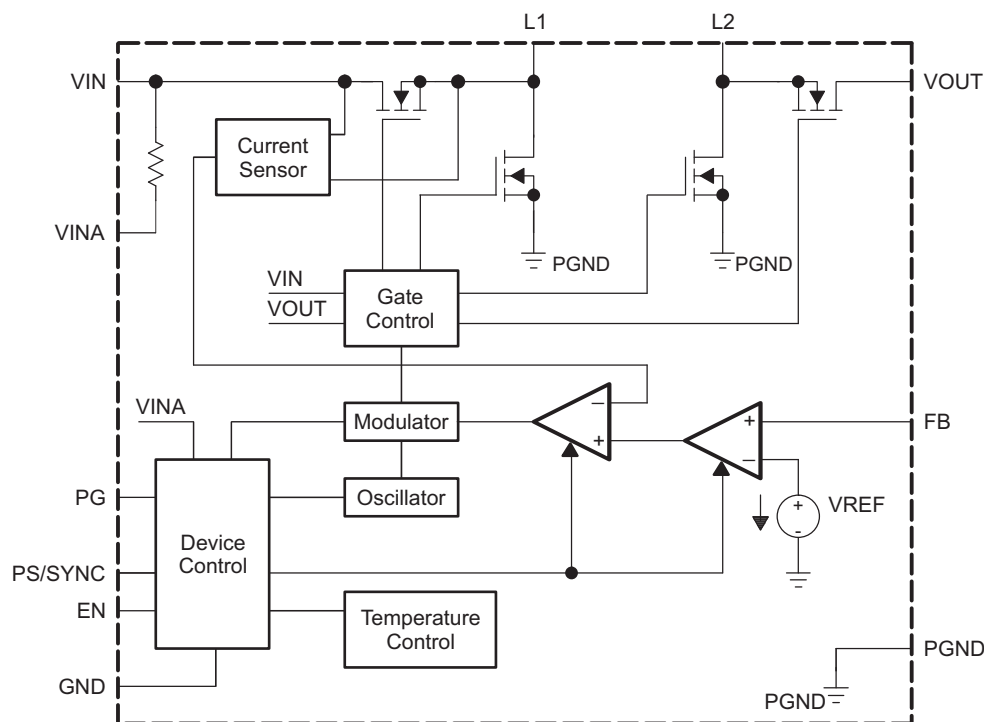 L1
L2
VIN
VOUT
Current
Sensor
VINA
PGND
PGND
VIN
VOUT
Gate
Control
VINA
Modulator
−
+
+
−
FB
PG
Oscillator
+
-
VREF
Device
Control
PS/SYNC
EN
Temperature
Control
GND
PGND
PGND